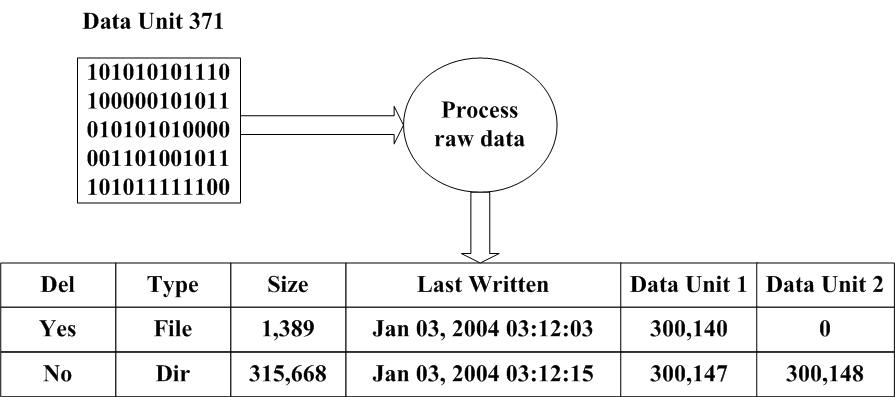 Data Unit 371
101010101110
100000101011
010101010000
001101001011
101011111100
Process
raw data
Del Type Size Last Written Data Unit 1 Data Unit 2
Yes File 1,389 Jan 03, 2004 03:12:03 300,140 0
No Dir 315,668 Jan 03, 2004 03:12:15 300,147 300,148